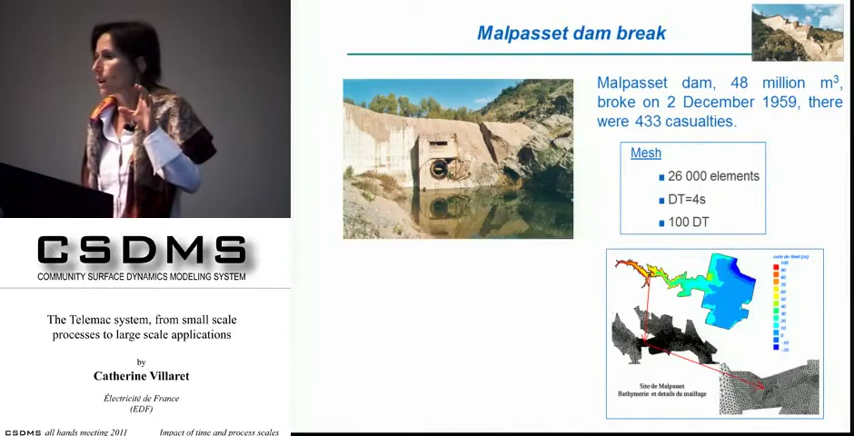 Malpasset dam break
Malpasset dam, 48 million m³,
broke on 2 December 1959, there
were 433 casualties.
Mesh
■ 26 000 elements
■ DT=4s
■ 100 DT
Site de Malpasset
Bathymetrie et details du maillage
CSDMS
COMMUNITY SURFACE DYNAMICS MODELING SYSTEM
The Telemac system, from small scale
processes to large scale applications
by
Catherine Villaret
Électricité de France
(EDF)
CSDMS all hands meeting 2011 Impact of time and process scales